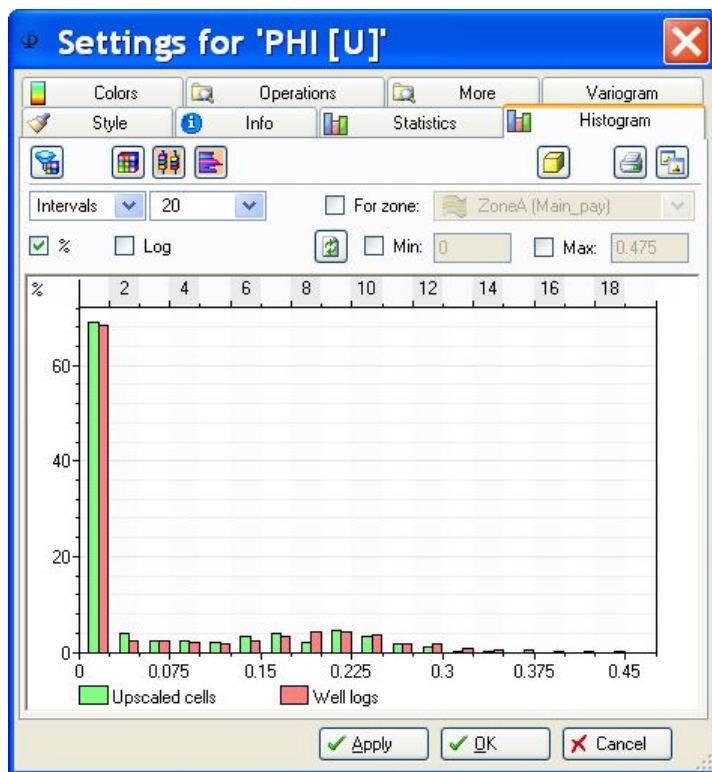 Settings for 'PHI [U]'
Colors Operations More Variogram
Style Info Statistics Histogram
Intervals 20 For zone: ZoneA (Main_pay)
% Log Min: 0 Max: 0.475
% 2 4 6 8 10 12 14 16 18
60
40
20
0
0 0.075 0.15 0.225 0.3 0.375 0.45
Upscaled cells Well logs
Apply OK Cancel